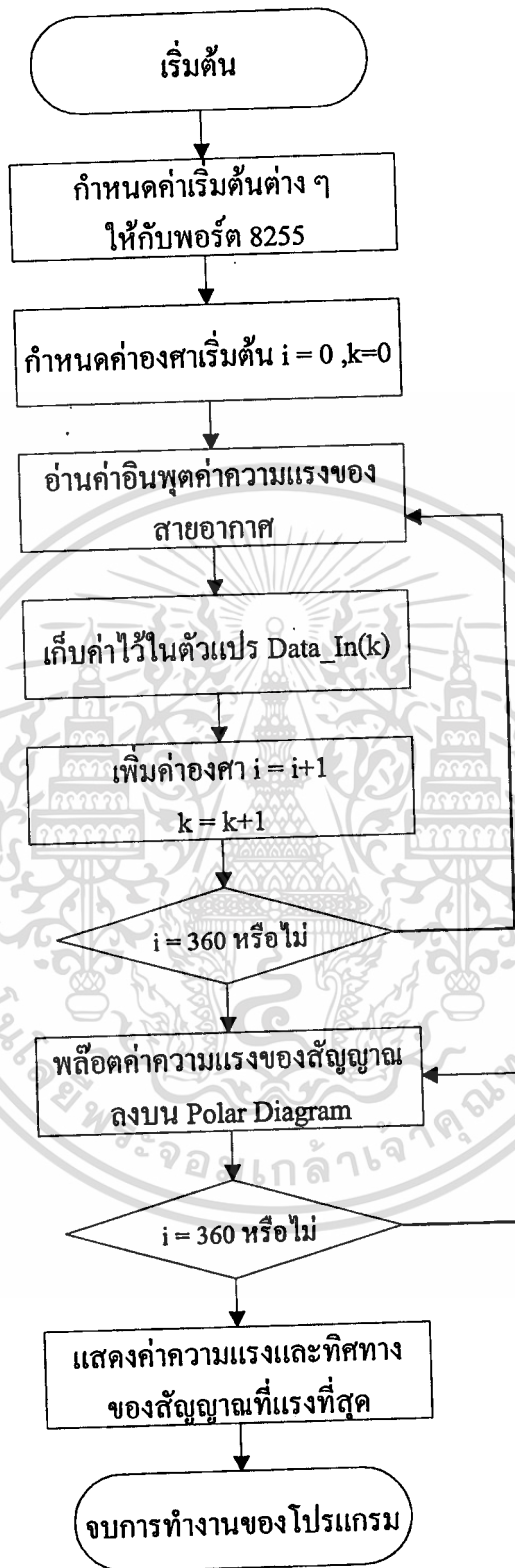 เริ่มต้น
กำหนดค่าเริ่มต้นต่าง ๆ
ให้กับพอร์ต 8255
กำหนดค่าองศาเริ่มต้น i = 0 ,k=0
อ่านค่าอินพุตค่าความแรงของ
สายอากาศ
เก็บค่าไว้ในตัวแปร Data_In(k)
เพิ่มค่าองศา i = i+1
k = k+1
i = 360 หรือไม่
พล๊อตค่าความแรงของสัญญาณ
ลงบน Polar Diagram
i = 360 หรือไม่
แสดงค่าความแรงและทิศทาง
ของสัญญาณที่แรงที่สุด
จบการทำงานของโปรแกรม